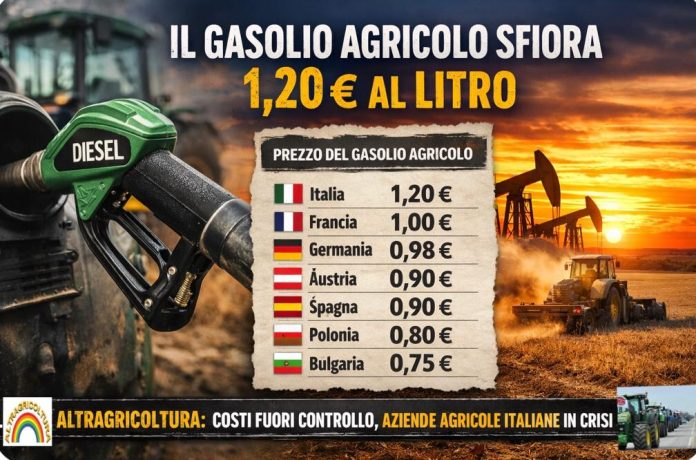 IL GASOLIO AGRICOLO SFIORA
1,20 € AL LITRO
DIESEL
PREZZO DEL GASOLIO AGRICOLO
Italia 1,20 €
Francia 1,00 €
Germania 0,98 €
Áustria 0,90 €
Śpagna 0,90 €
Polonia 0,80 €
Bulgaria 0,75 €
ALTRAGRICOLTURA
ALTRAGRICOLTURA: COSTI FUORI CONTROLLO, AZIENDE AGRICOLE ITALIANE IN CRISI